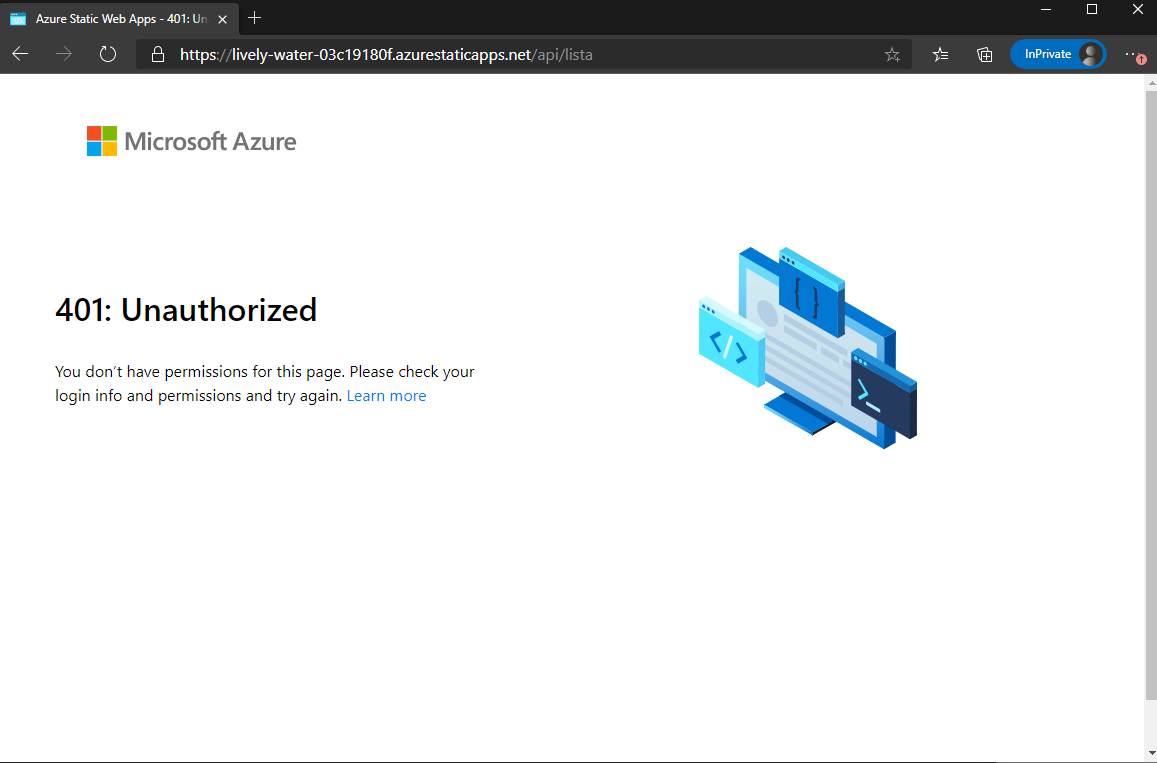 Azure Static Web Apps - 401: Un
https://lively-water-03c19180f.azurestaticapps.net/api/lista
InPrivate
Microsoft Azure
401: Unauthorized
You don’t have permissions for this page. Please check your
login info and permissions and try again. Learn more